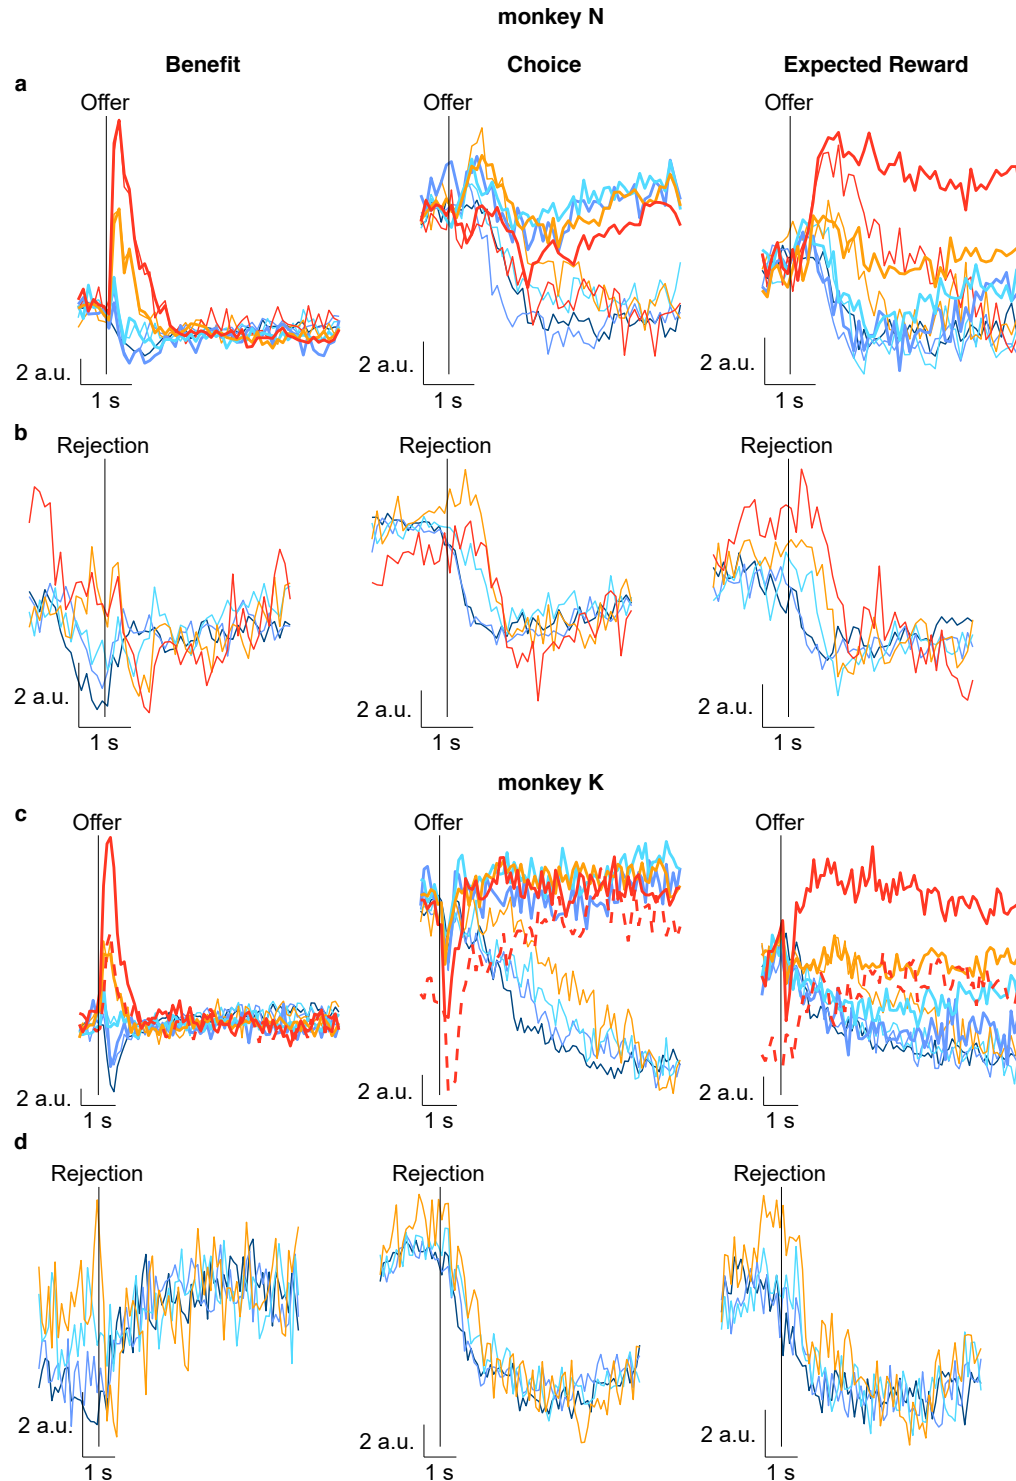 monkey N
Benefit Choice Expected Reward
a
Offer Offer Offer
2 a.u. 2 a.u. 2 a.u.
1 s 1 s 1 s
b
Rejection Rejection Rejection
2 a.u. 2 a.u. 2 a.u.
1 s 1 s 1 s
monkey K
c
Offer Offer Offer
2 a.u. 2 a.u. 2 a.u.
1 s 1 s 1 s
d
Rejection Rejection Rejection
2 a.u. 2 a.u. 2 a.u.
1 s 1 s 1 s